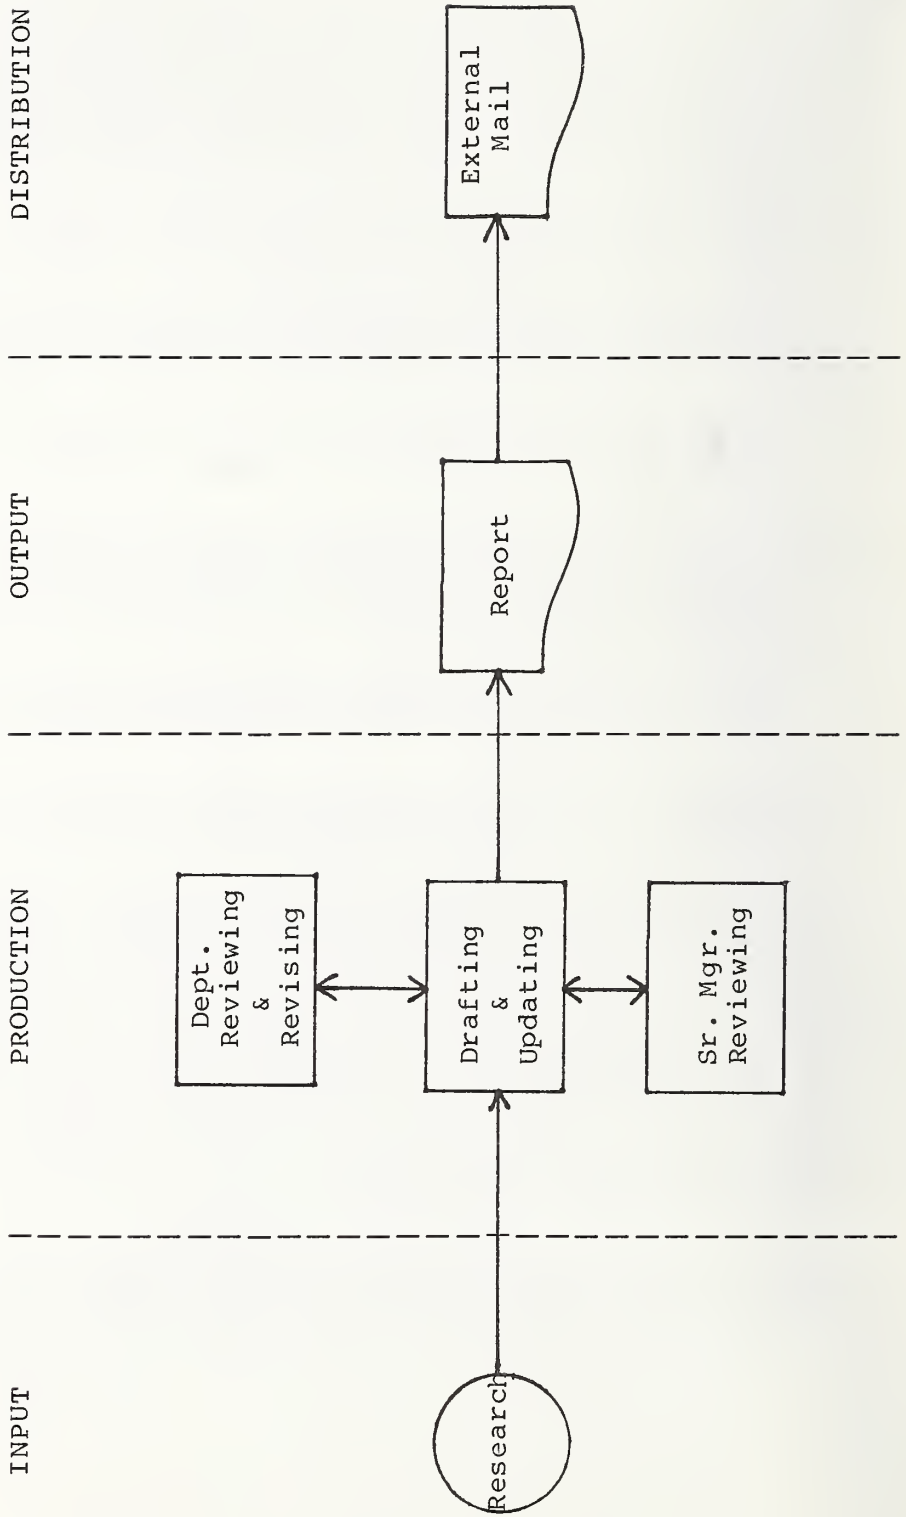 INPUT
PRODUCTION
OUTPUT
DISTRIBUTION
Research
Dept.
Reviewing
&
Revising
Drafting
&
Updating
Sr. Mgr.
Reviewing
Report
External
Mail